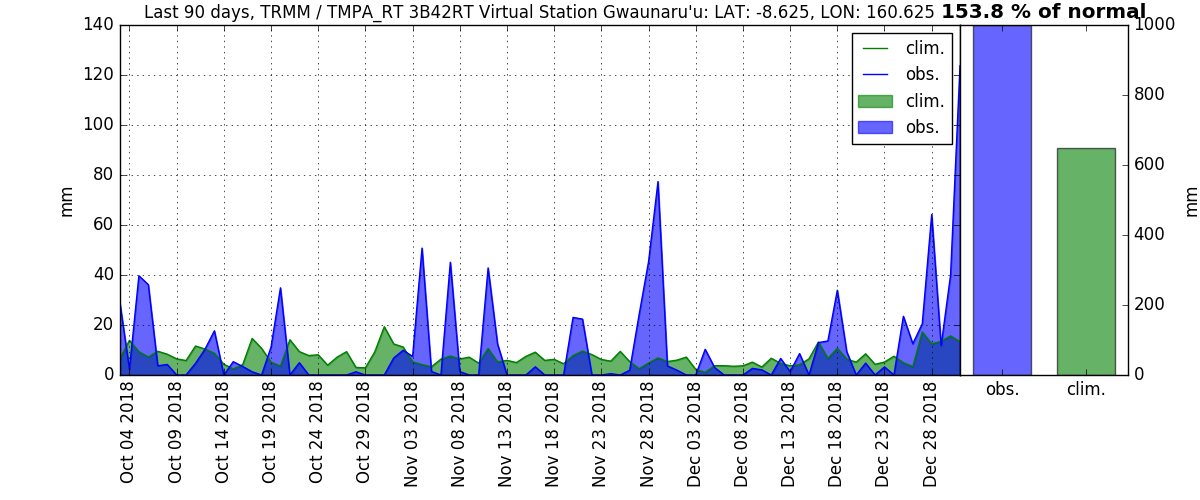 Last 90 days, TRMM / TMPA_RT 3B42RT Virtual Station Gwaunaru'u: LAT: -8.625, LON: 160.625 153.8 % of normal
140
120
100
80
60
40
20
0
mm
clim.
obs.
clim.
obs.
Oct 04 2018
Oct 09 2018
Oct 14 2018
Oct 19 2018
Oct 24 2018
Oct 29 2018
Nov 03 2018
Nov 08 2018
Nov 13 2018
Nov 18 2018
Nov 23 2018
Nov 28 2018
Dec 03 2018
Dec 08 2018
Dec 13 2018
Dec 18 2018
Dec 23 2018
Dec 28 2018
1000
800
600
400
200
0
mm
obs.
clim.